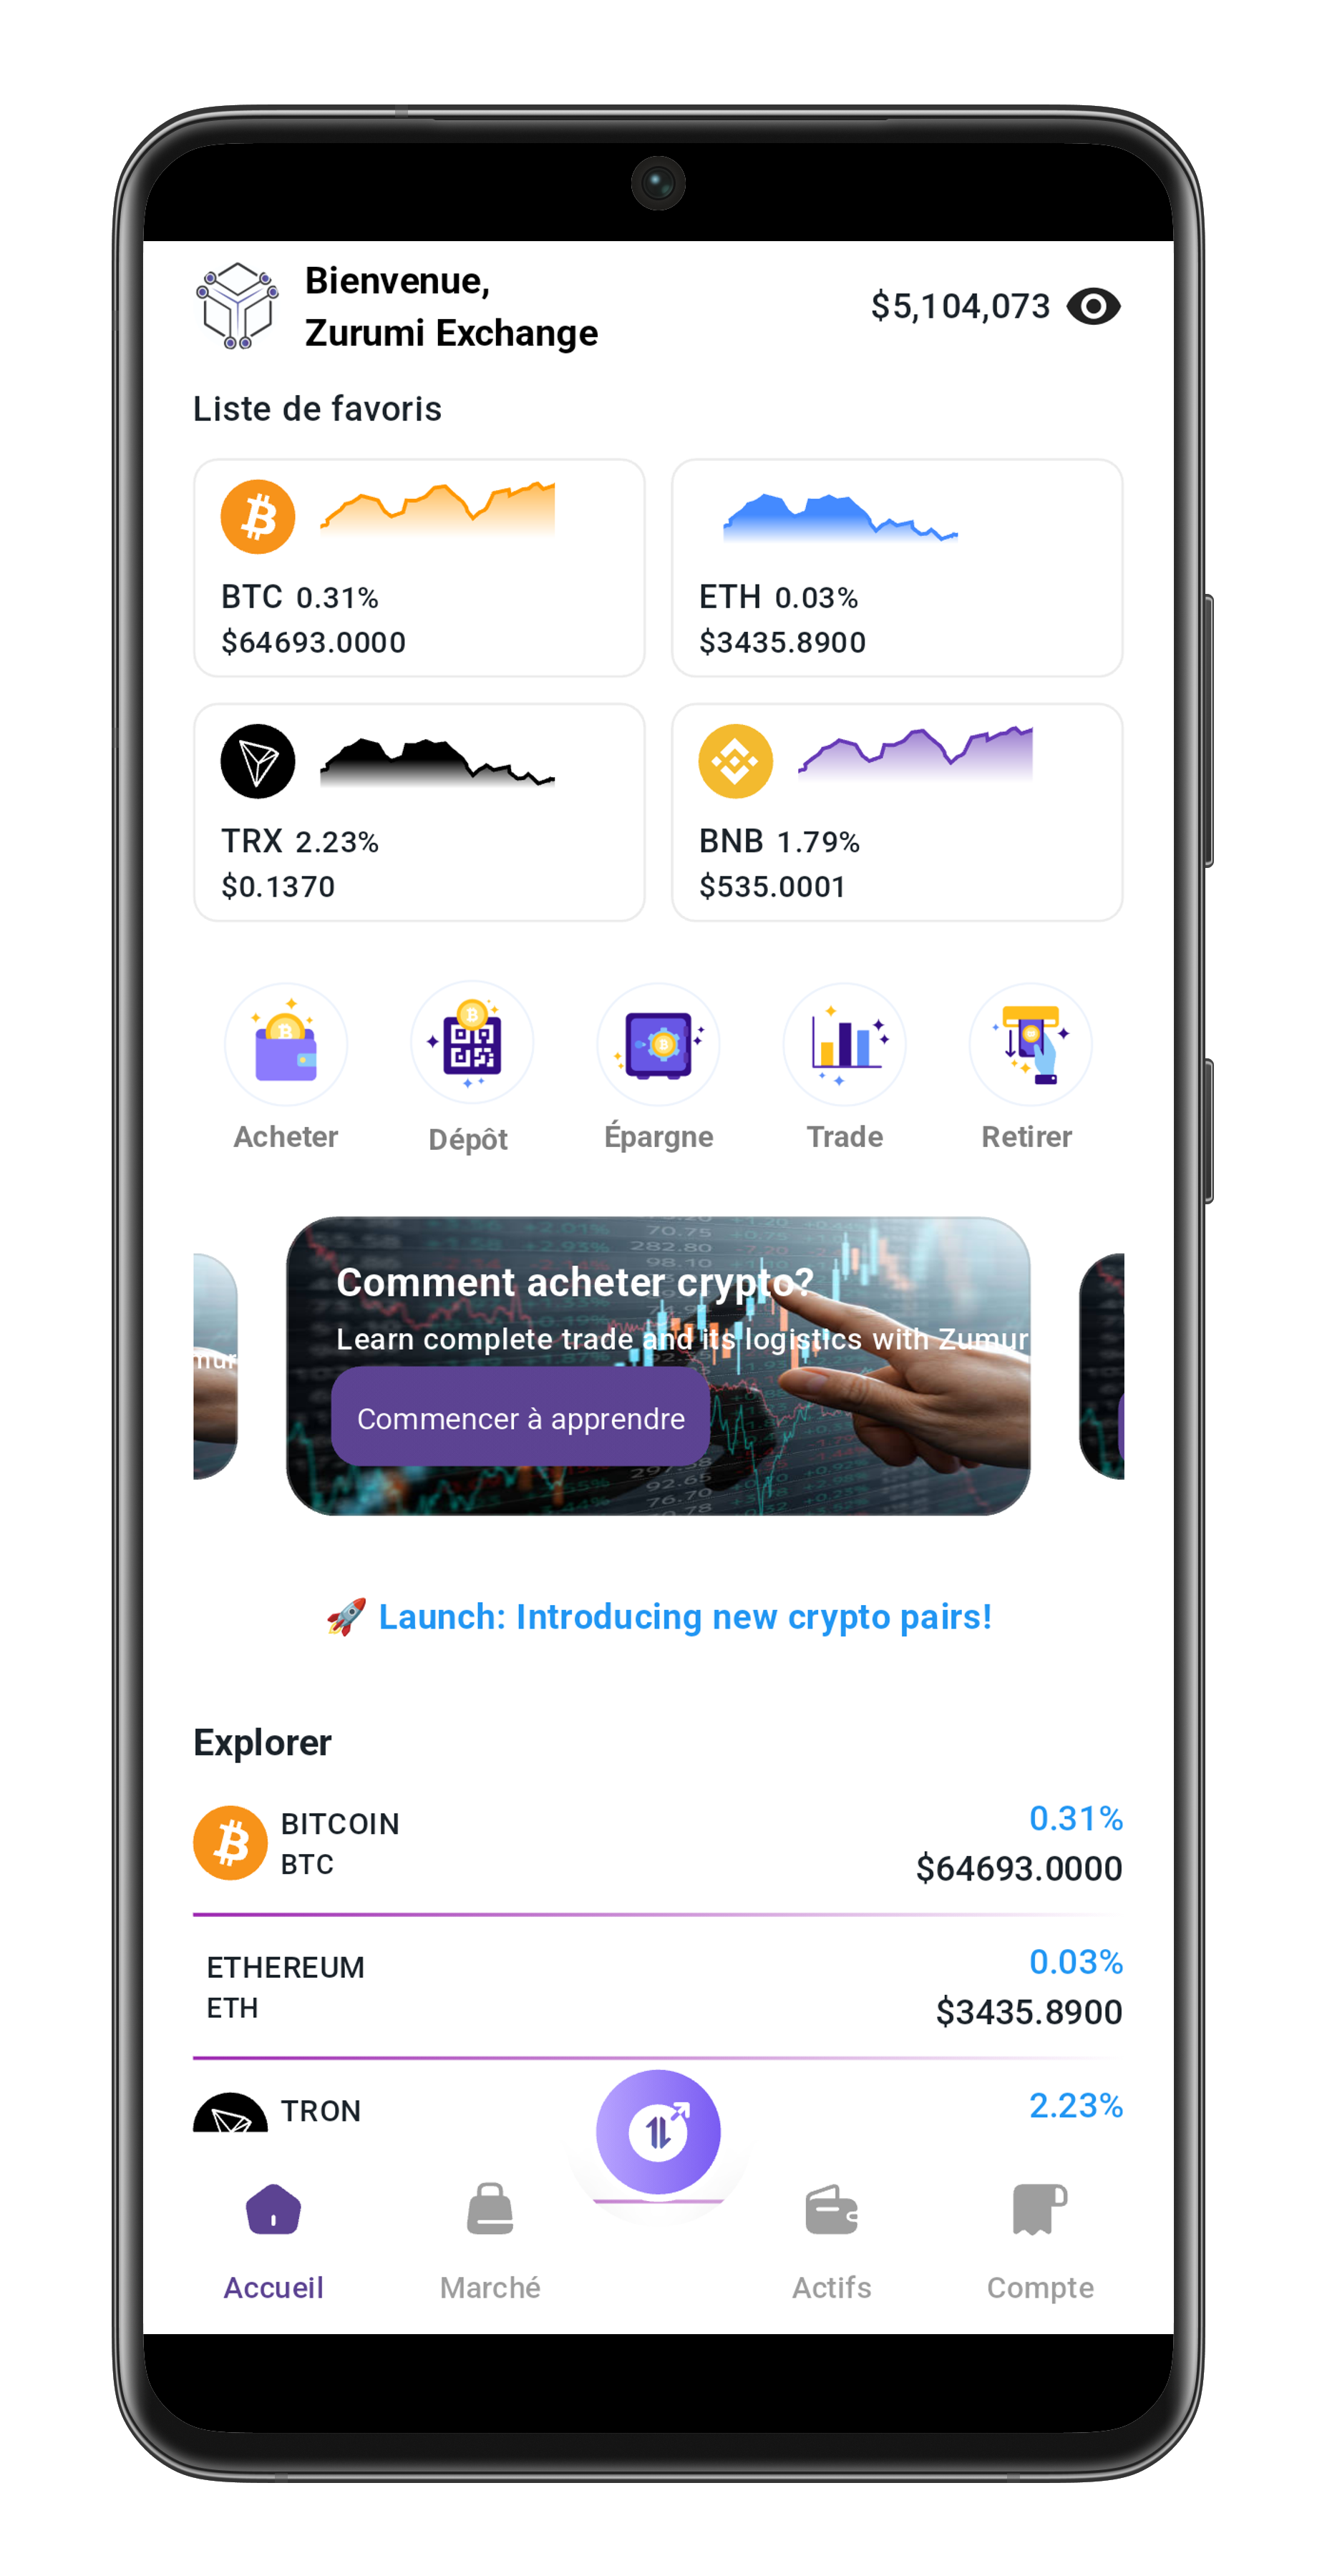 Bienvenue,
Zurumi Exchange
$5,104,073
Liste de favoris
BTC 0.31%
$64693.0000
ETH 0.03%
$3435.8900
TRX 2.23%
$0.1370
BNB 1.79%
$535.0001
Acheter
Dépôt
Épargne
Trade
Retirer
Comment acheter crypto?
Learn complete trade and its logistics with Zumur
Commencer à apprendre
🚀 Launch: Introducing new crypto pairs!
Explorer
BITCOIN
BTC
0.31%
$64693.0000
ETHEREUM
ETH
0.03%
$3435.8900
TRON
2.23%
Accueil
Marché
Actifs
Compte